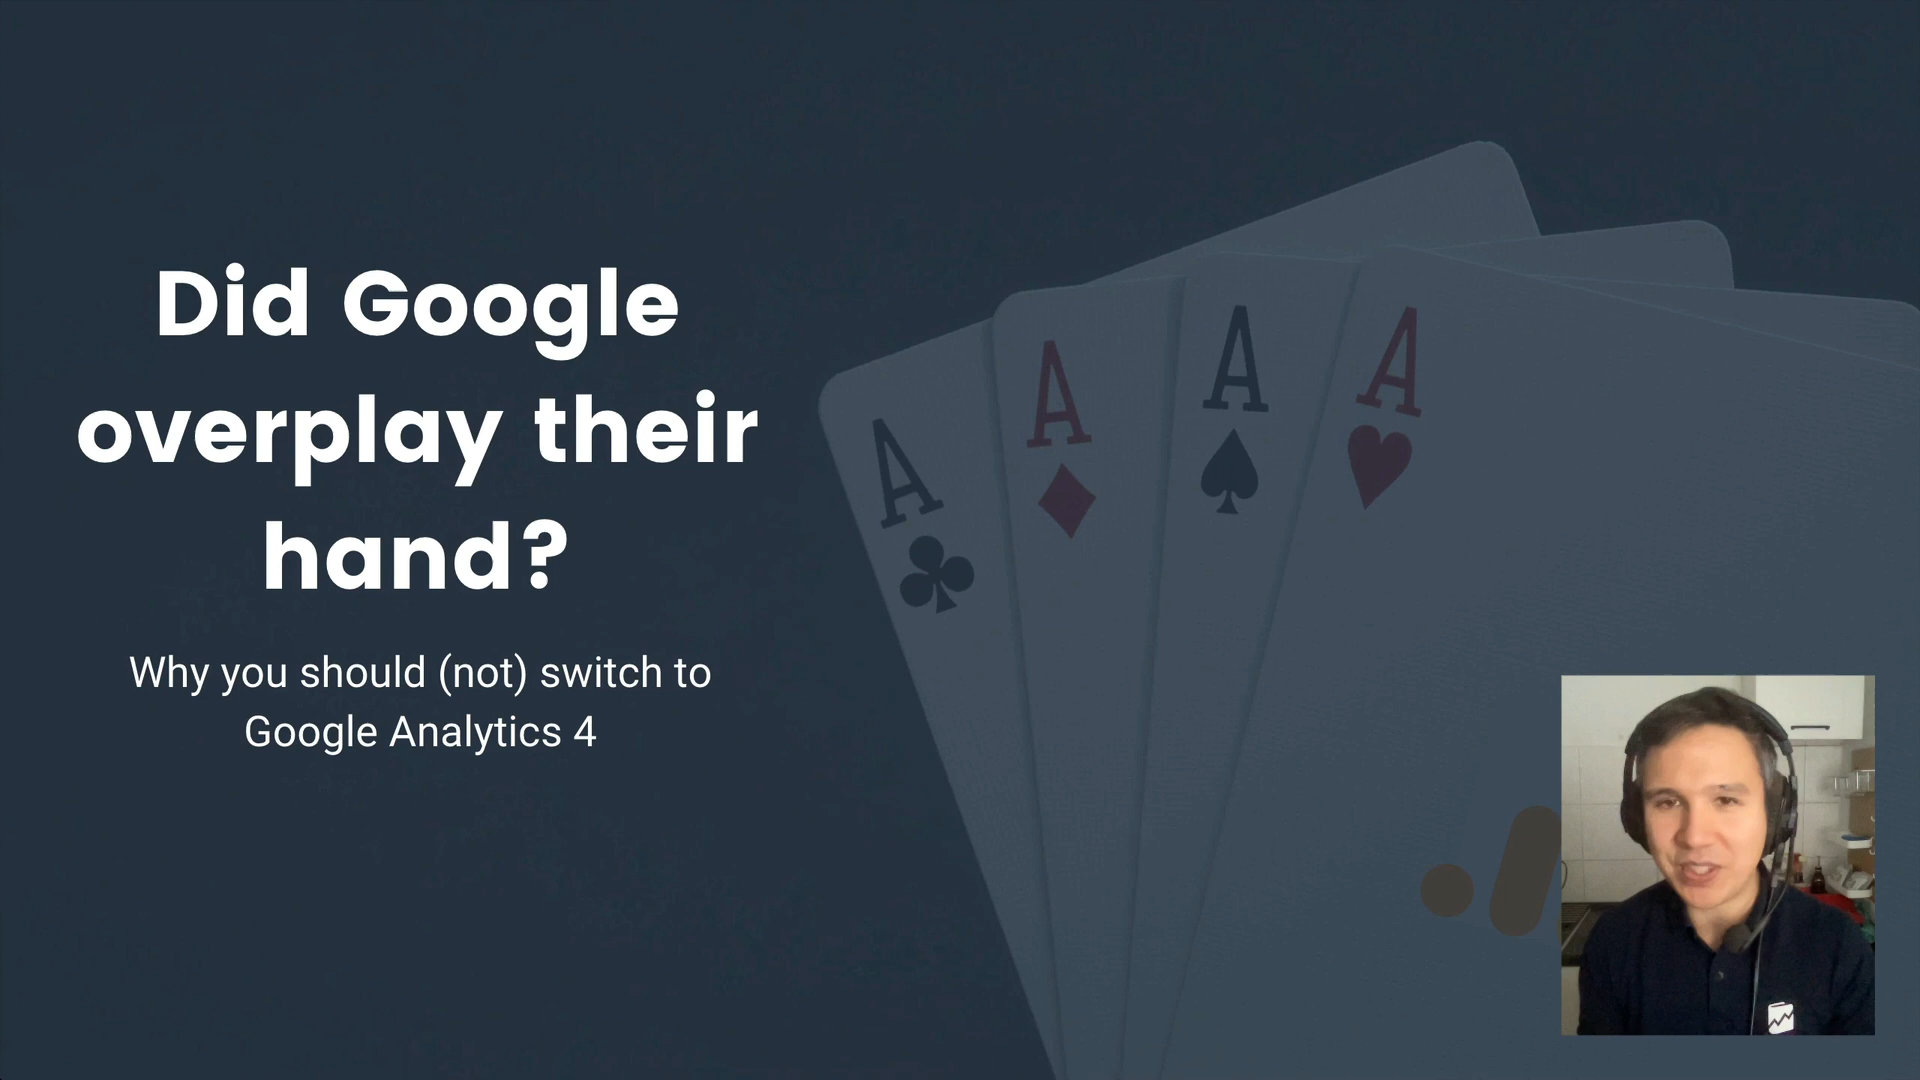 Did Google
overplay their
hand?
Why you should (not) switch to
Google Analytics 4
A
A
A
A